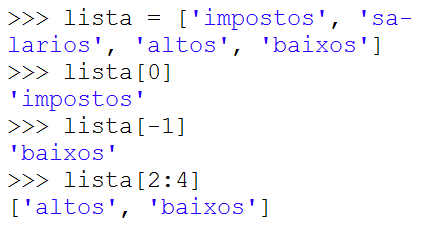 >>> lista = ['impostos', 'sa-
larios', 'altos', 'baixos']
>>> lista[0]
'impostos'
>>> lista[-1]
'baixos'
>>> lista[2:4]
['altos', 'baixos']